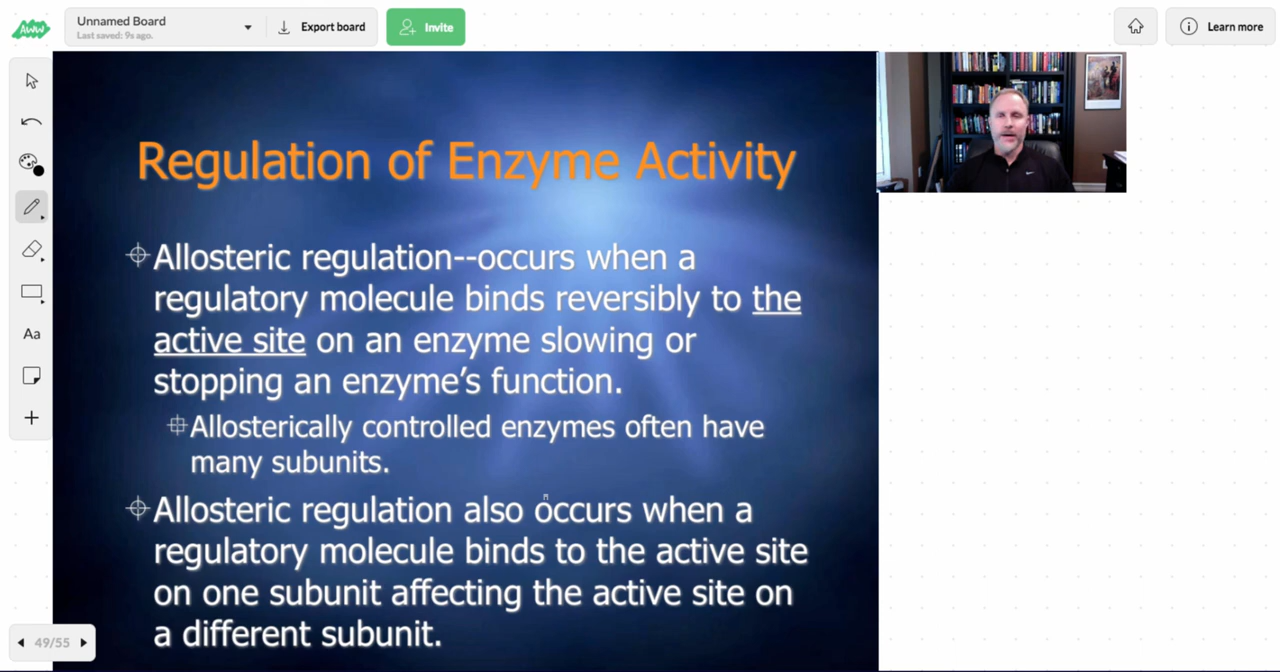 AWW
Unnamed Board
Last saved: 9s ago.
Export board
Invite
Learn more
Regulation of Enzyme Activity
Allosteric regulation--occurs when a
regulatory molecule binds reversibly to the
active site on an enzyme slowing or
stopping an enzyme's function.
Allosterically controlled enzymes often have
many subunits.
Allosteric regulation also occurs when a
regulatory molecule binds to the active site
on one subunit affecting the active site on
a different subunit.
Aa
49/55